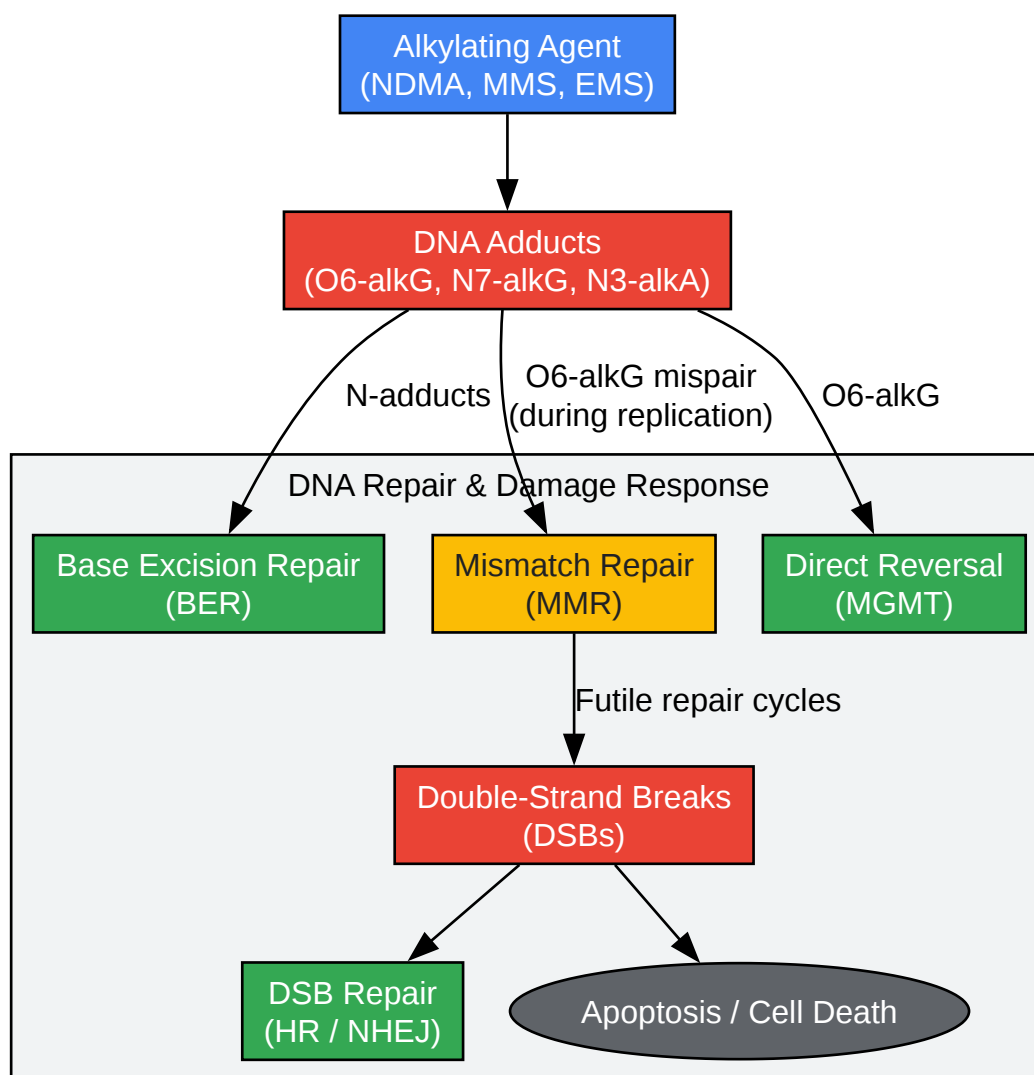 Alkylating Agent
(NDMA, MMS, EMS)
DNA Adducts
(O6-alkG, N7-alkG, N3-alkA)
N-adducts
O6-alkG mispair
(during replication)
O6-alkG
DNA Repair & Damage Response
Base Excision Repair
(BER)
Mismatch Repair
(MMR)
Direct Reversal
(MGMT)
Futile repair cycles
Double-Strand Breaks
(DSBs)
DSB Repair
(HR / NHEJ)
Apoptosis / Cell Death